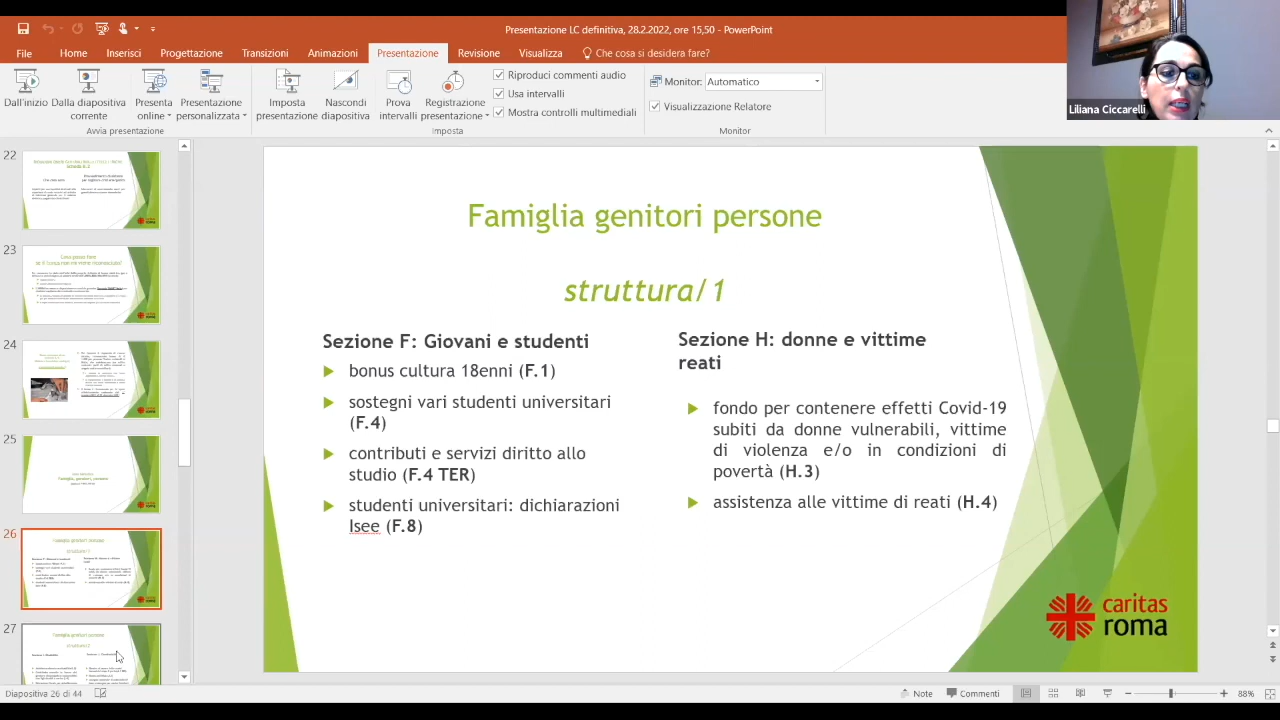 Presentazione LC definitiva, 28.2.2022, ore 15,50 - PowerPoint
File Home Inserisci Progettazione Transizioni Animazioni Presentazione Revisione Visualizza Che cosa si desidera fare?
Dall'inizio
Dalla diapositiva corrente
Presenta online
Presentazione personalizzata
Avvia presentazione
Imposta presentazione
Nascondi diapositiva
Prova intervalli
Registrazione presentazione
Riproduci commenti audio
Usa intervalli
Mostra controlli multimediali
Imposta
Monitor: Automatico
Visualizzazione Relatore
Monitor
Liliana Ciccarelli
22
23
24
25
26
27
Famiglia genitori persone
struttura/1
Sezione F: Giovani e studenti
bonus cultura 18enni (F.1)
sostegni vari studenti universitari
(F.4)
contributi e servizi diritto allo
studio (F.4 TER)
studenti universitari: dichiarazioni
Isee (F.8)
Sezione H: donne e vittime
reati
fondo per contenere effetti Covid-19
subiti da donne vulnerabili, vittime
di violenza e/o in condizioni di
povertà (H.3)
assistenza alle vittime di reati (H.4)
caritas
roma
Diapositiva 26 di 44
Note Commenti 88%